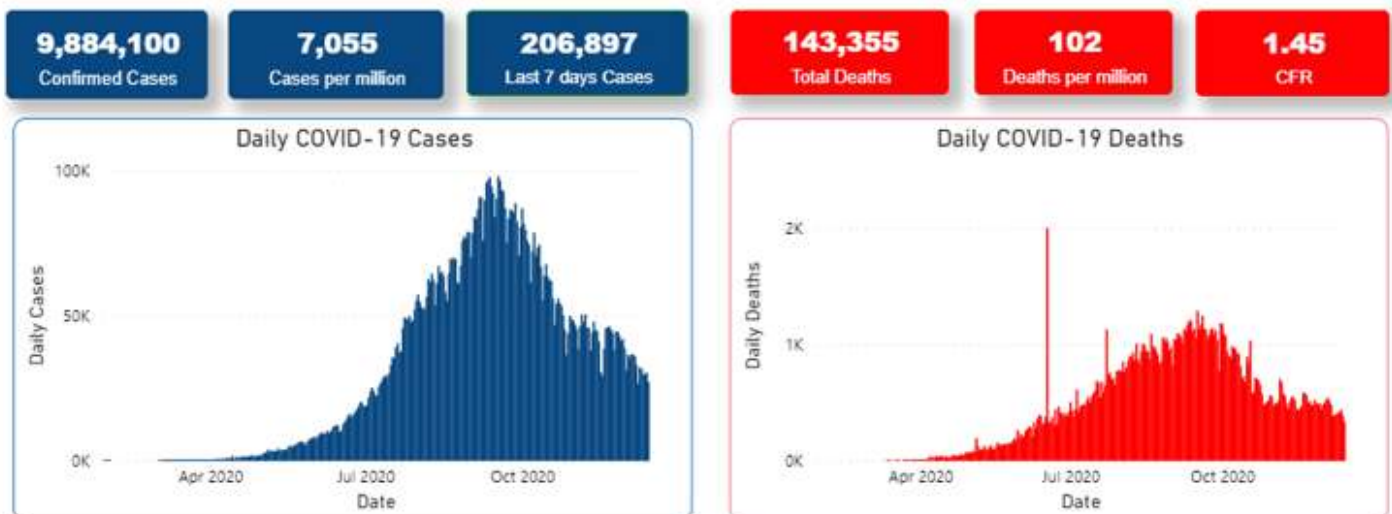 9,884,100
Confirmed Cases
7,055
Cases per million
206,897
Last 7 days Cases
143,355
Total Deaths
102
Deaths per million
1.45
CFR
Daily COVID-19 Cases
100K
50K
0K
Daily Cases
Apr 2020 Jul 2020 Oct 2020
Date
Daily COVID-19 Deaths
2K
1K
0K
Daily Deaths
Apr 2020 Jul 2020 Oct 2020
Date